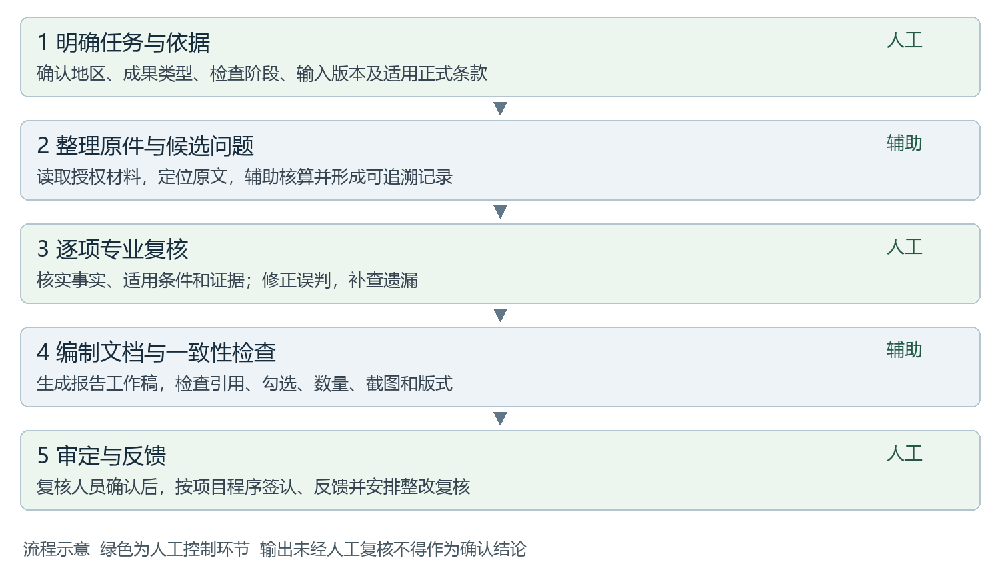 1 明确任务与依据
人工
确认地区、成果类型、检查阶段、输入版本及适用正式条款
2 整理原件与候选问题
辅助
读取授权材料，定位原文，辅助核算并形成可追溯记录
3 逐项专业复核
人工
核实事实、适用条件和证据；修正误判，补查遗漏
4 编制文档与一致性检查
辅助
生成报告工作稿，检查引用、勾选、数量、截图和版式
5 审定与反馈
人工
复核人员确认后，按项目程序签认、反馈并安排整改复核
流程示意 绿色为人工控制环节 输出未经人工复核不得作为确认结论